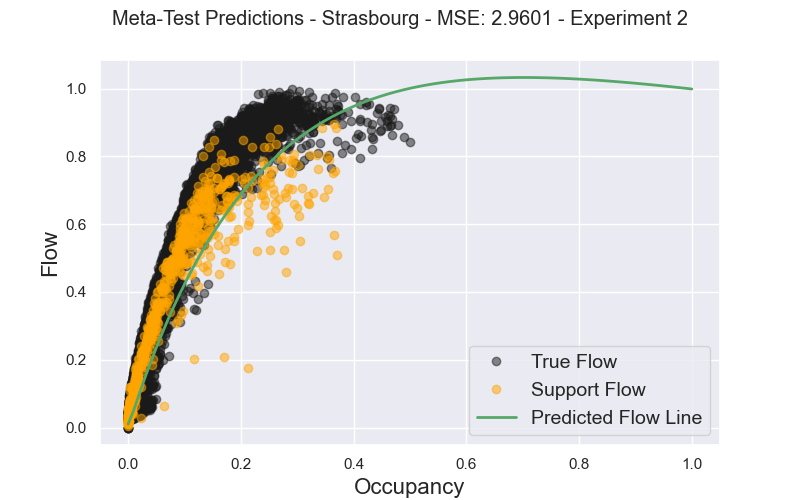 Meta-Test Predictions - Strasbourg - MSE: 2.9601 - Experiment 2
1.0
0.8
0.6
0.4
0.2
0.0
Flow
True Flow
Support Flow
Predicted Flow Line
0.0 0.2 0.4 0.6 0.8 1.0
Occupancy